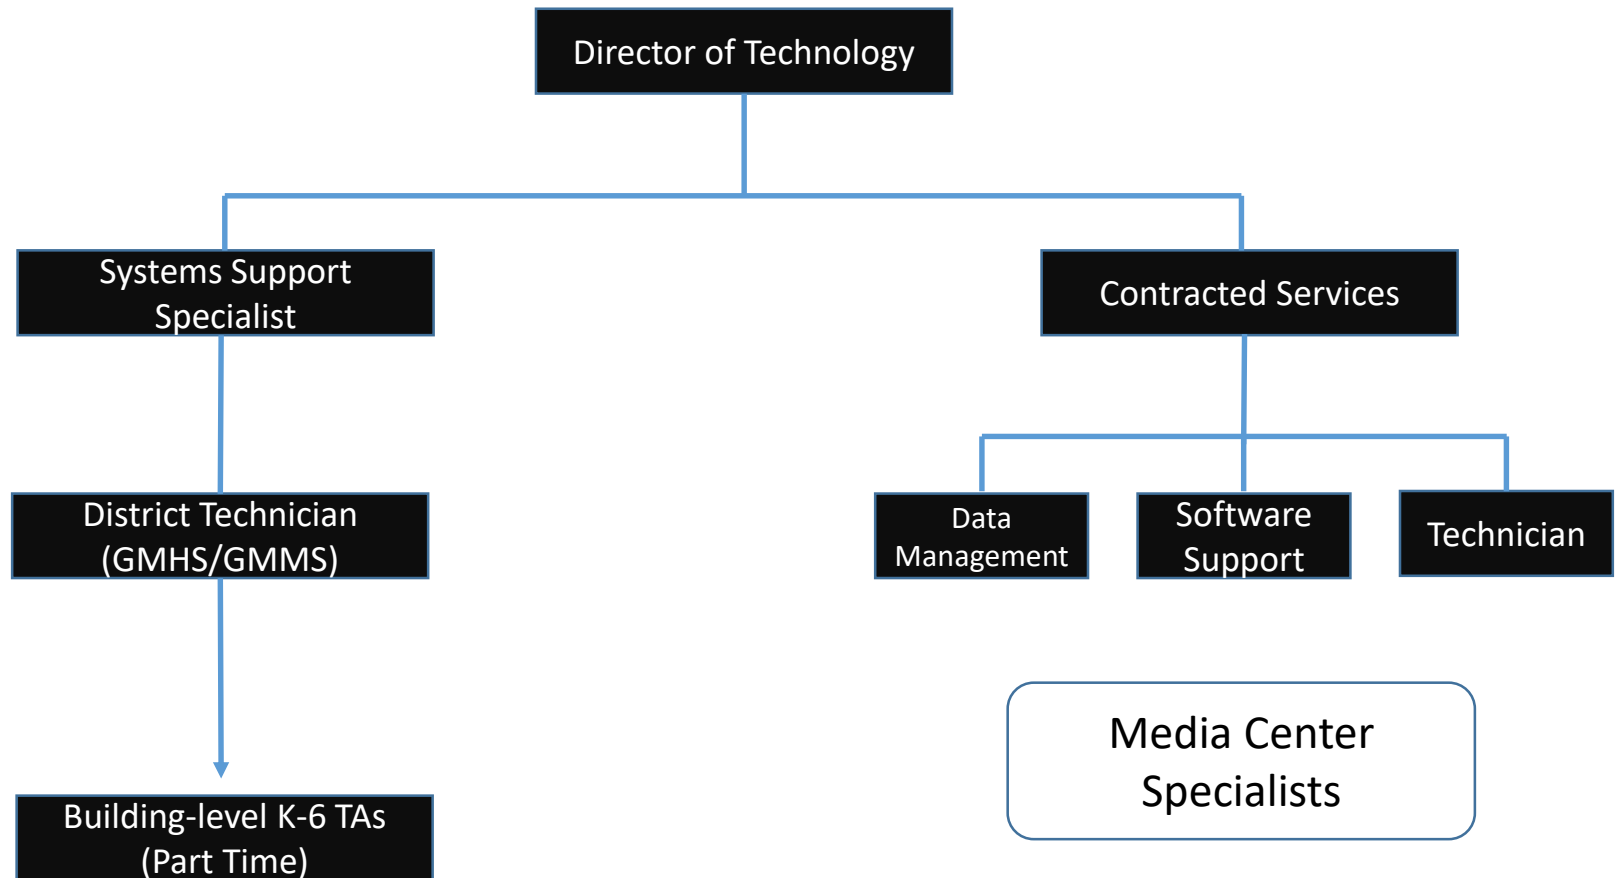 Director of Technology
Systems Support
Specialist
Contracted Services
District Technician
(GMHS/GMMS)
Data
Management
Software
Support
Technician
Media Center
Specialists
Building-level K-6 TAs
(Part Time)